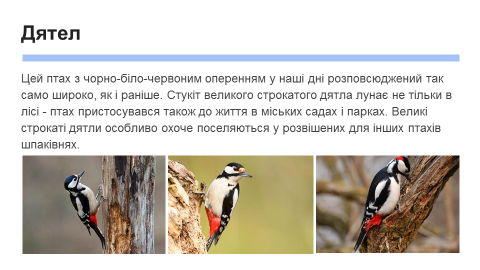 Дятел
Цей птах з чорно-біло-червоним оперенням у наші дні розповсюджений так
само широко, як і раніше. Стукіт великого строкатого дятла лунає не тільки в
лісі - птах пристосувався також до життя в міських садах і парках. Великі
строкаті дятли особливо охоче поселяються у розвішених для інших птахів
шпаківнях.